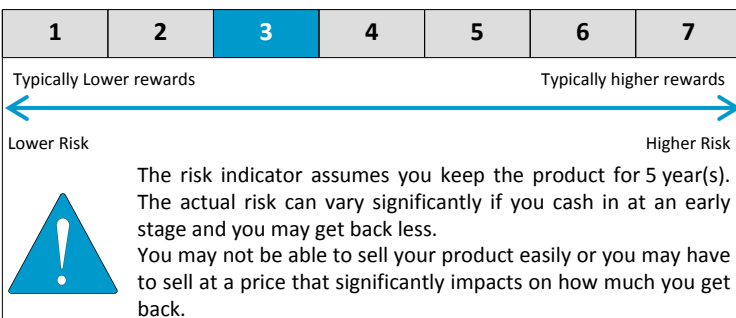 1 2 3 4 5 6 7
Typically Lower rewards Typically higher rewards
Lower Risk Higher Risk
The risk indicator assumes you keep the product for 5 year(s).
The actual risk can vary significantly if you cash in at an early
stage and you may get back less.
You may not be able to sell your product easily or you may have
to sell at a price that significantly impacts on how much you get
back.